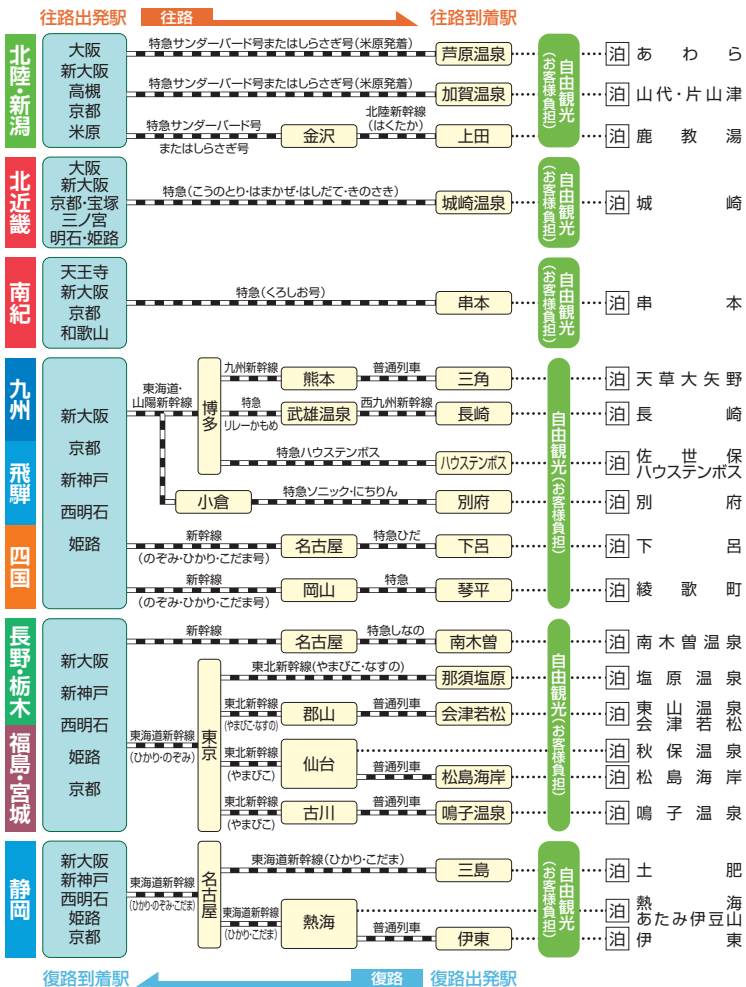 往路出発駅 往路 往路到着駅
北陸・新潟
大阪
新大阪
高槻
京都
米原
特急サンダーバード号またはしらさぎ号(米原発着)
芦原温泉
自由観光
(お客様負担)
泊 あわら
特急サンダーバード号またはしらさぎ号(米原発着)
加賀温泉
泊 山代・片山津
特急サンダーバード号
またはしらさぎ号
金沢
北陸新幹線
(はくたか)
上田
泊 鹿教湯
北近畿
大阪
新大阪
京都・宝塚
三ノ宮
明石・姫路
特急(こうのとり・はまかぜ・はしだて・きのさき)
城崎温泉
自由観光
(お客様負担)
泊 城崎
南紀
天王寺
新大阪
京都
和歌山
特急(くろしお号)
串本
自由観光
(お客様負担)
泊 串本
九州
飛騨
四国
新大阪
京都
新神戸
西明石
姫路
東海道・
山陽新幹線
博多
九州新幹線
熊本
普通列車
三角
自由観光(お客様負担)
泊 天草大矢野
特急
リレーかもめ
武雄温泉
西九州新幹線
長崎
泊 長崎
特急ハウステンボス
ハウステンボス
泊 佐世保
ハウステンボス
小倉
特急ソニック・にちりん
別府
泊 別府
新幹線
(のぞみ・ひかり・こだま号)
名古屋
特急ひだ
下呂
泊 下呂
新幹線
(のぞみ・ひかり・こだま号)
岡山
特急
琴平
泊 綾歌町
長野・栃木
福島・宮城
新大阪
新神戸
西明石
姫路
京都
新幹線
名古屋
特急しなの
南木曽
自由観光(お客様負担)
泊 南木曽温泉
東海道新幹線
(ひかり・のぞみ)
東京
東北新幹線(やまびこ・なすの)
那須塩原
泊 塩原温泉
東北新幹線
(やまびこ・なすの)
郡山
普通列車
会津若松
泊 東山温泉
会津若松
東北新幹線
(やまびこ)
仙台
泊 秋保温泉
普通列車
松島海岸
泊 松島海岸
東北新幹線
(やまびこ)
古川
普通列車
鳴子温泉
泊 鳴子温泉
静岡
新大阪
新神戸
西明石
姫路
京都
東海道新幹線
(ひかり・のぞみ・こだま)
名古屋
東海道新幹線(ひかり・こだま)
三島
自由観光
(お客様負担)
泊 土肥
東海道新幹線
(ひかり・こだま)
熱海
泊 熱海
あたみ伊豆山
普通列車
伊東
泊 伊東
復路到着駅 復路 復路出発駅